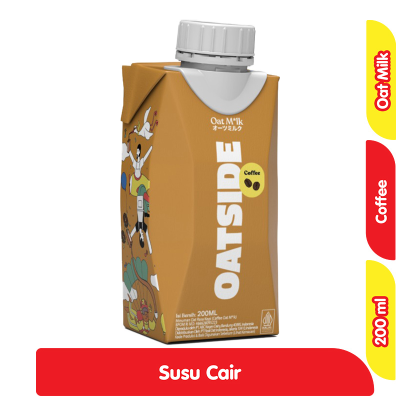 Oat M*lk
オーツミルク
OATSIDE
Coffee
Isi Bersih: 200ML
Oat Milk
Coffee
200 ml
Susu Cair